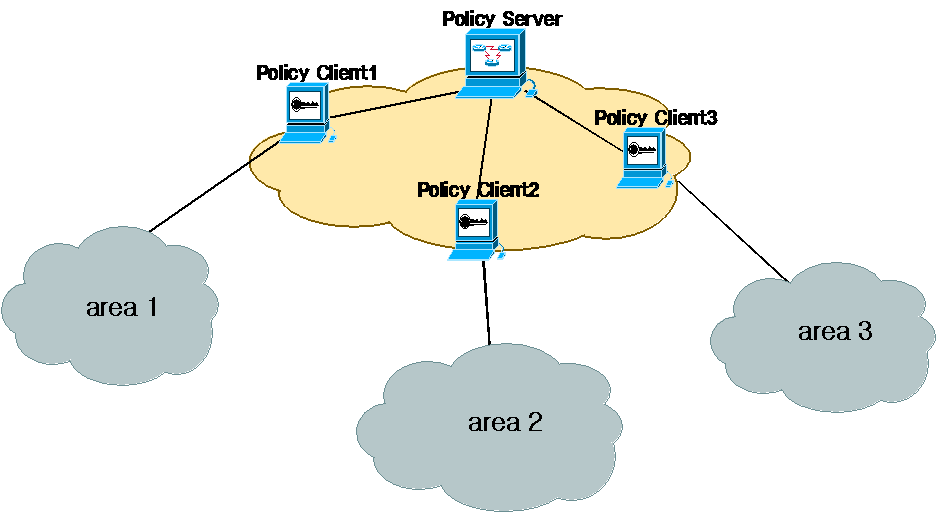 Policy Server
Policy Client1
Policy Client3
Policy Client2
area 1
area 3
area 2